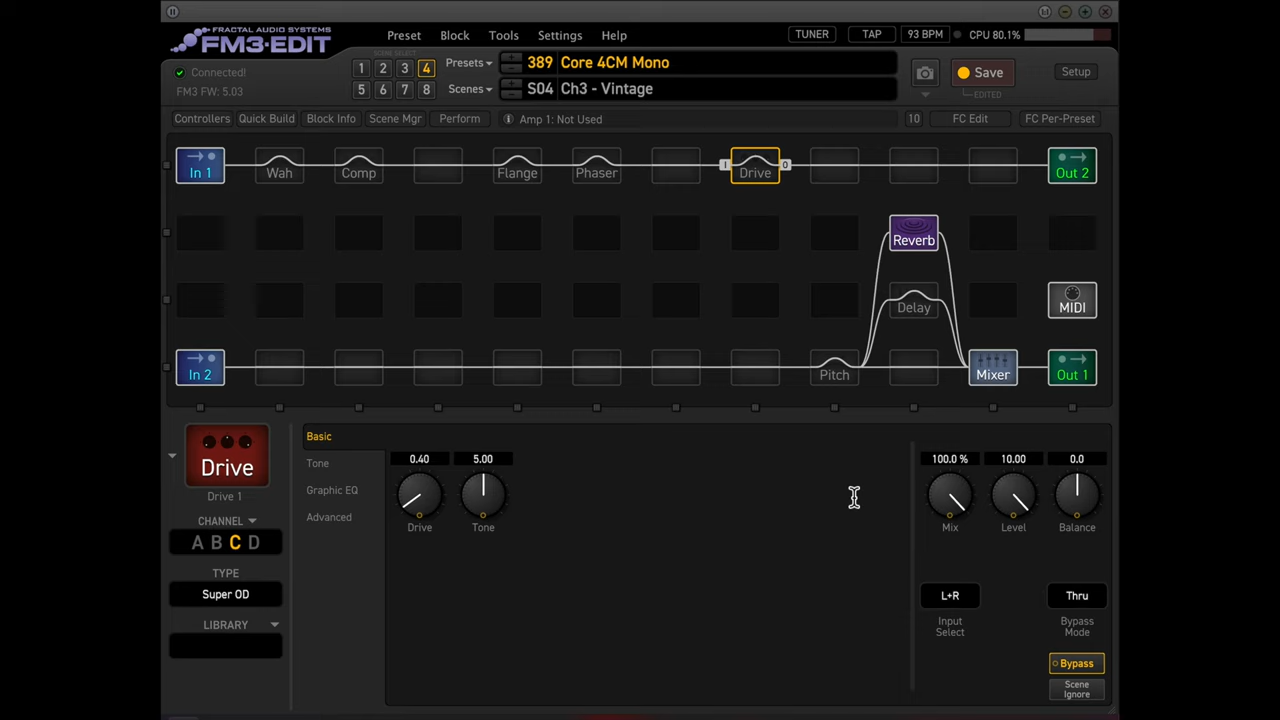 FRACTAL AUDIO SYSTEMS
FM3-EDIT
Preset Block Tools Settings Help
TUNER
TAP
93 BPM
CPU 80.1%
Connected!
FM3 FW: 5.03
SCENE SELECT
1 2 3 4
5 6 7 8
Presets
389 Core 4CM Mono
Scenes
S04 Ch3 - Vintage
Save
EDITED
Setup
Controllers Quick Build Block Info Scene Mgr Perform
Amp 1: Not Used
10
FC Edit
FC Per-Preset
In 1
Wah
Comp
Flange
Phaser
I
Drive
O
Out 2
Reverb
Delay
MIDI
In 2
Pitch
Mixer
Out 1
Drive
Drive 1
CHANNEL
A B C D
TYPE
Super OD
LIBRARY
Basic
Tone
Graphic EQ
Advanced
0.40
Drive
5.00
Tone
100.0 %
Mix
10.00
Level
0.0
Balance
L+R
Input
Select
Thru
Bypass
Mode
Bypass
Scene
Ignore